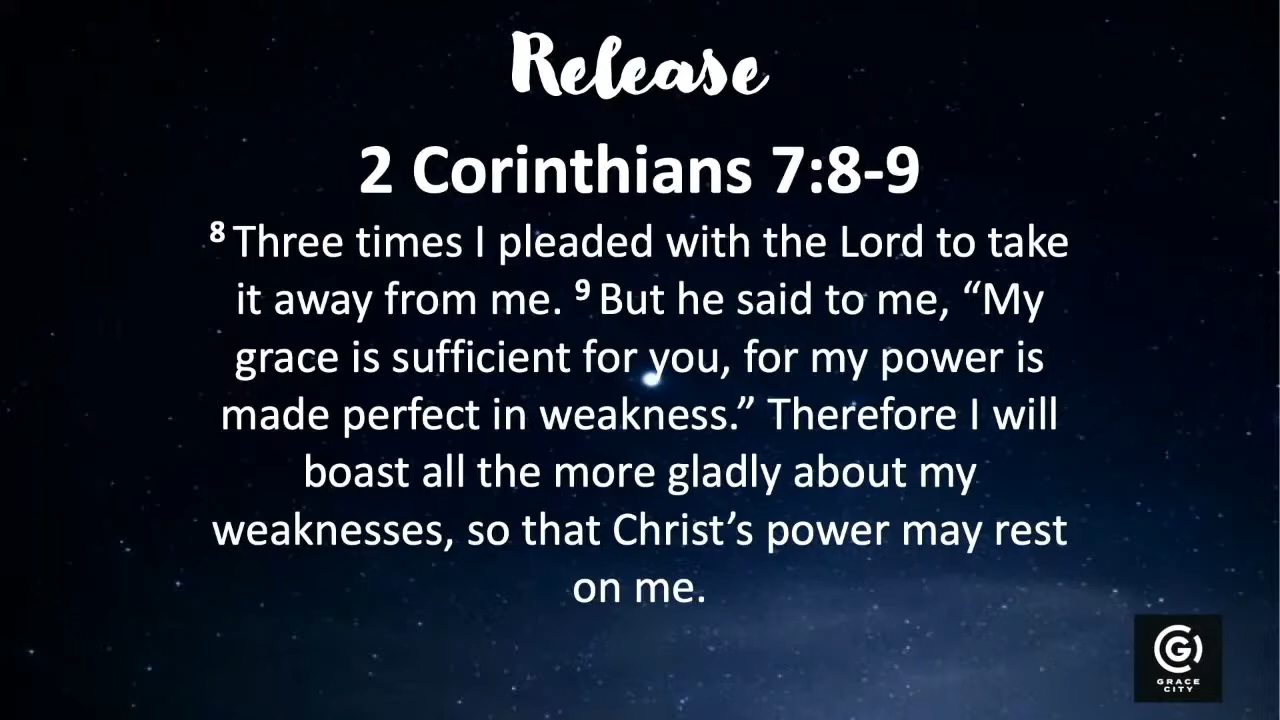 Release
2 Corinthians 7:8-9
⁸ Three times I pleaded with the Lord to take
it away from me. ⁹ But he said to me, “My
grace is sufficient for you, for my power is
made perfect in weakness.” Therefore I will
boast all the more gladly about my
weaknesses, so that Christ’s power may rest
on me.
G
GRACE
CITY